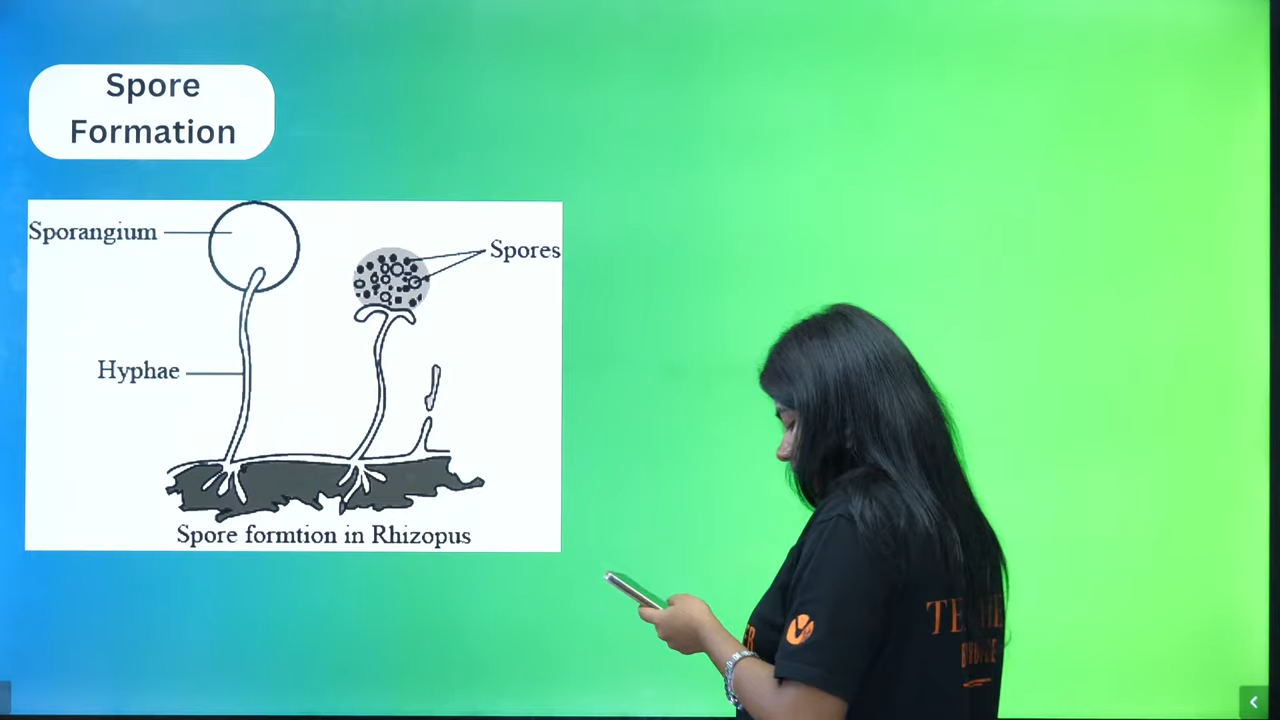 Spore
Formation
Sporangium
Spores
Hyphae
Spore formtion in Rhizopus